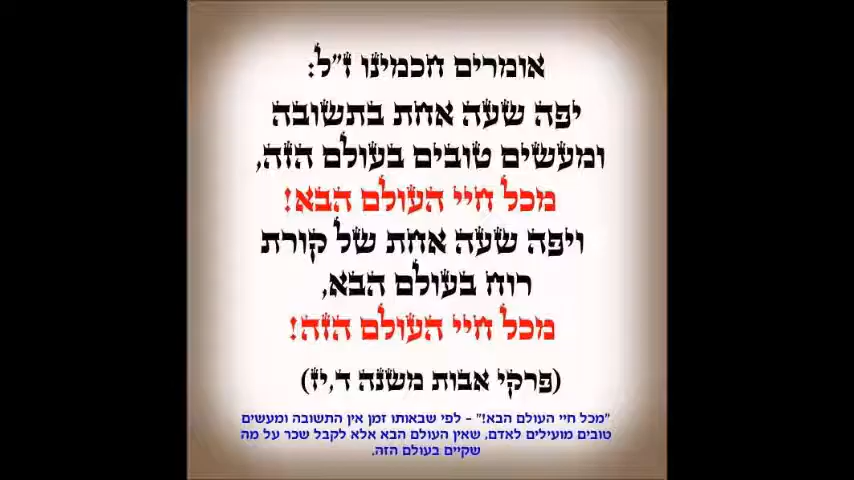 אומרים חכמינו ז"ל:
יפה שעה אחת בתשובה
ומעשים טובים בעולם הזה,
מכל חיי העולם הבא!
ויפה שעה אחת של קורת
רוח בעולם הבא,
מכל חיי העולם הזה!
(פרקי אבות משנה ד,יז)
"מכל חיי העולם הבא!" - לפי שבאותו זמן אין התשובה ומעשים
טובים מועילים לאדם, שאין העולם הבא אלא לקבל שכר על מה
שקיים בעולם הזה.